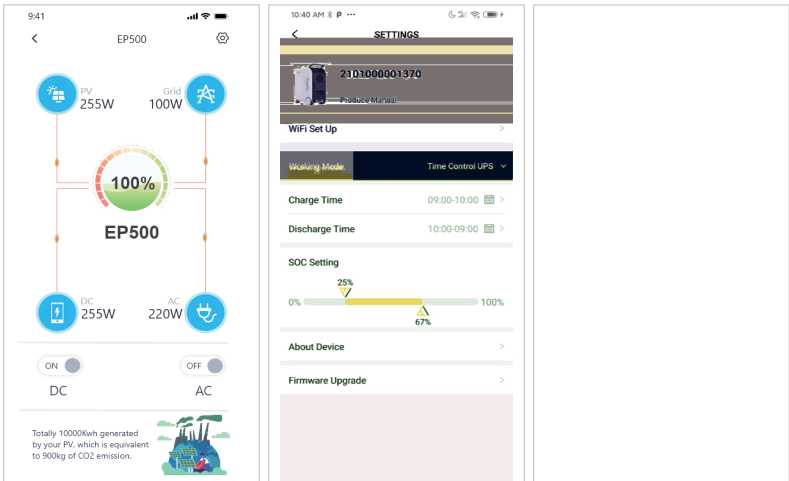 9:41
EP500
PV
255W
Grid
100W
100%
EP500
DC
255W
AC
220W
ON
OFF
DC
AC
Totally 10000Kwh generated
by your PV, which is equivalent
to 900kg of CO2 emission.
10:40 AM
SETTINGS
2101000001370
Produce Manual
WiFi Set Up
Working Mode
Time Control UPS
Charge Time
09:00-10:00
Discharge Time
10:00-09:00
SOC Setting
25%
0%
100%
67%
About Device
Firmware Upgrade